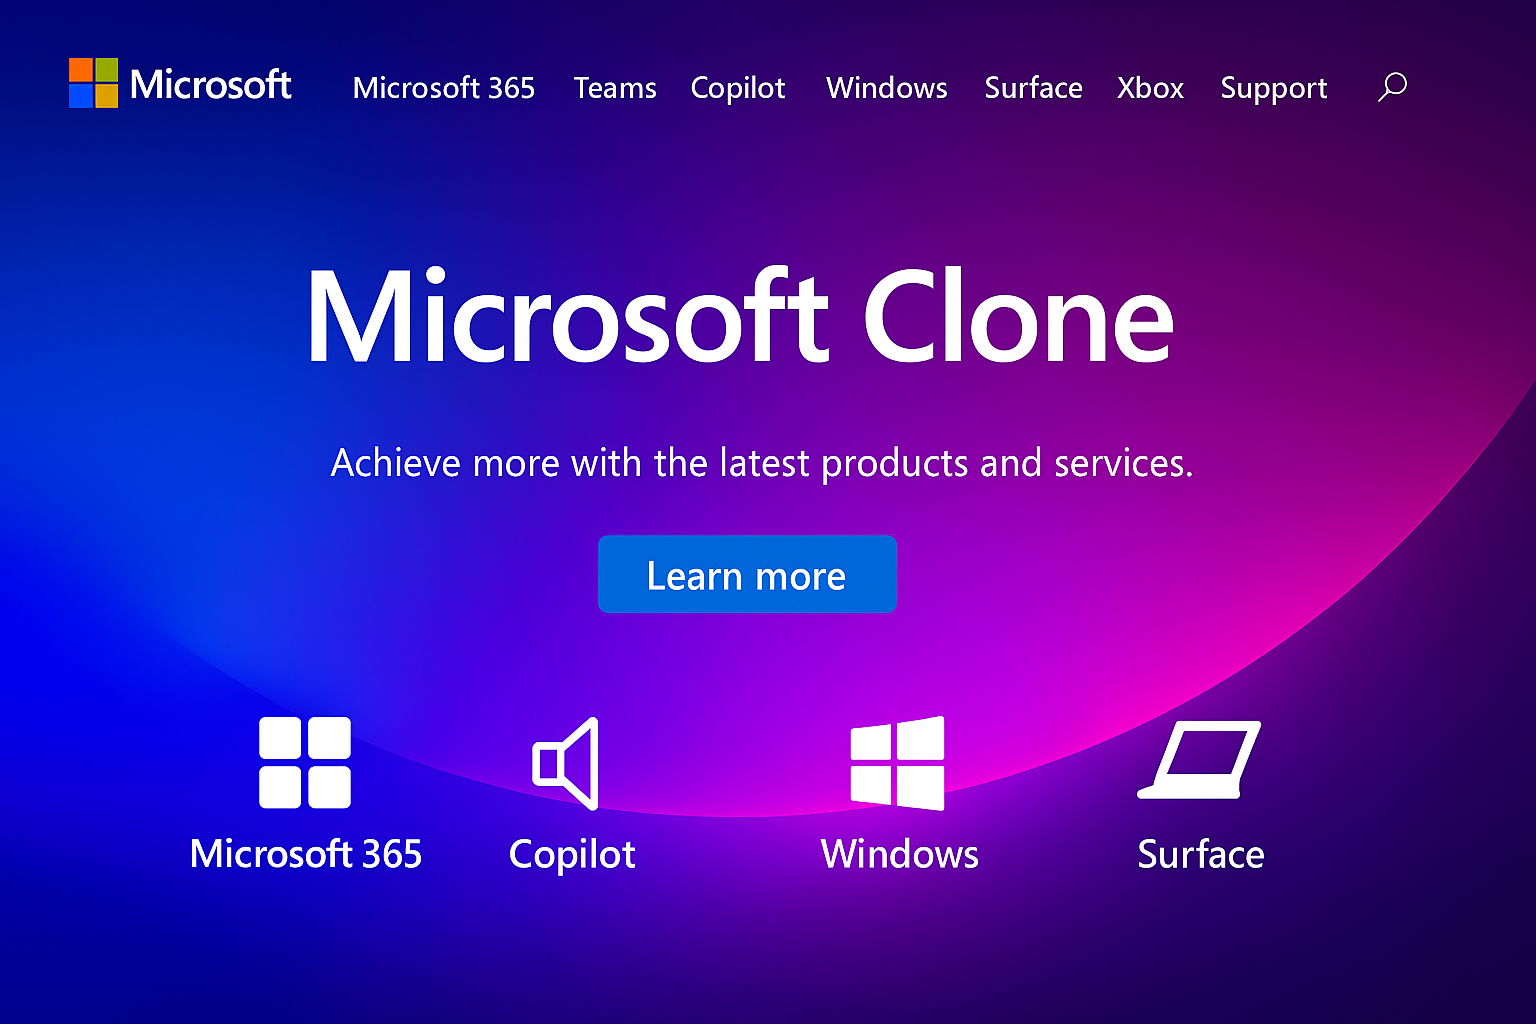 Microsoft Microsoft 365 Teams Copilot Windows Surface Xbox Support
Microsoft Clone
Achieve more with the latest products and services.
Learn more
Microsoft 365 Copilot Windows Surface